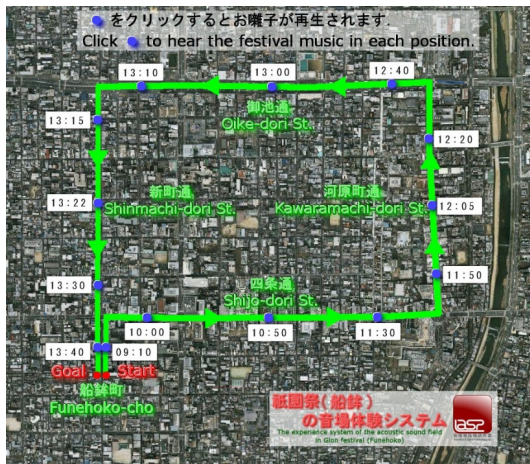 ● をクリックするとお囃子が再生されます.
Click ● to hear the festival music in each position.
13:10
13:00
12:40
御池通
Oike-dori St.
13:15
12:20
新町通
Shinmachi-dori St.
河原町通
Kawaramachi-dori St.
13:22
12:05
11:50
13:30
四条通
Shijo-dori St.
10:00
10:50
11:30
13:40
09:10
Goal
Start
船鉾町
Funehoko-cho
祇園祭(船鉾)
の音場体験システム
The experience system of the acoustic sound field
in Gion festival (Funehoko)
iasp